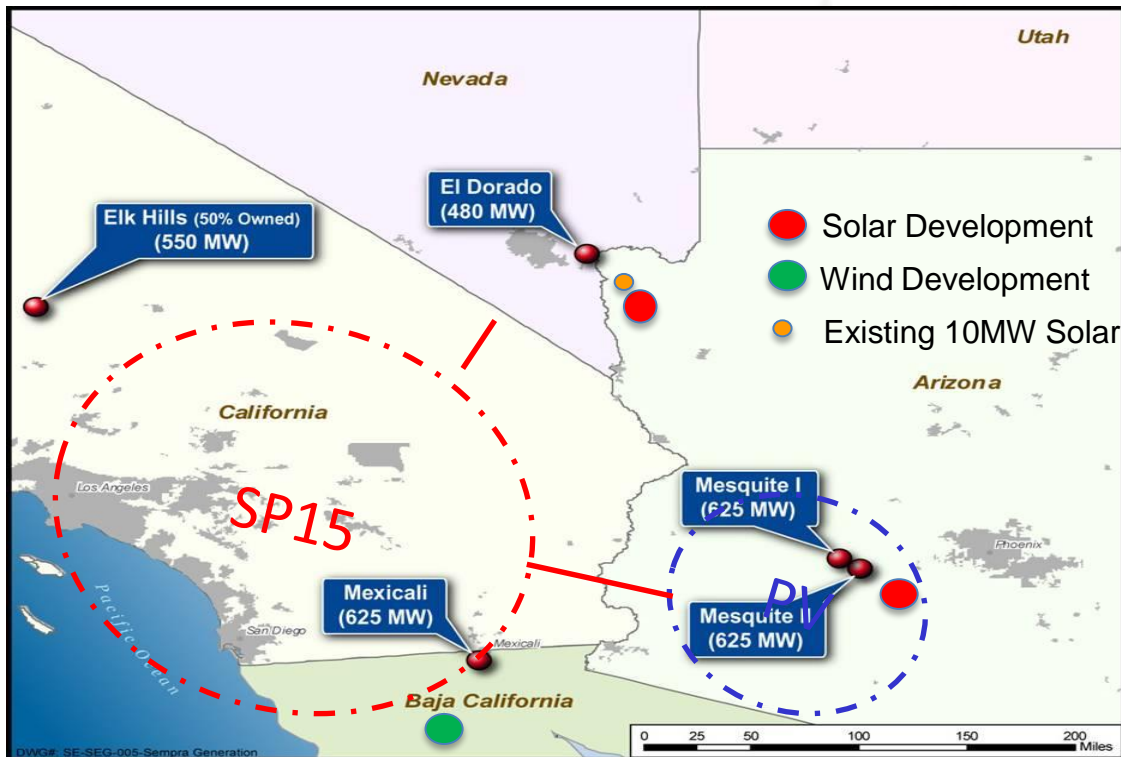 Utah
Nevada
El Dorado
(480 MW)
Elk Hills (50% Owned)
(550 MW)
Solar Development
Wind Development
Existing 10MW Solar
Arizona
California
Los Angeles
SP15
Mesquite I
(625 MW)
Phoenix
PV
Mesquite II
(625 MW)
Mexicali
(625 MW)
Pacific Ocean
San Diego
Mexicali
Baja California
0 50 100 150 200
Miles
DWG#: SE-SEG-005-Sempra Generation